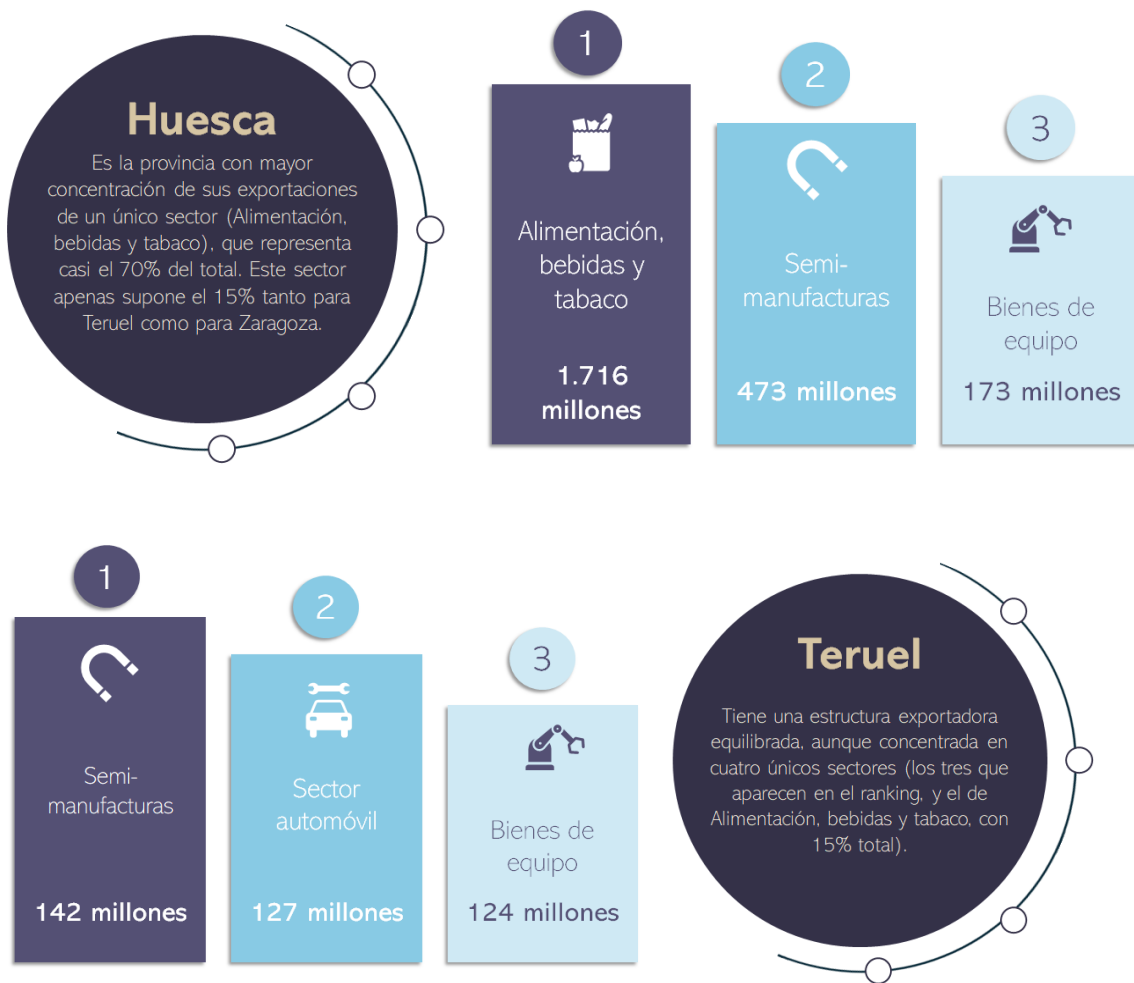 Huesca
Es la provincia con mayor
concentración de sus exportaciones
de un único sector (Alimentación,
bebidas y tabaco), que representa
casi el 70% del total. Este sector
apenas supone el 15% tanto para
Teruel como para Zaragoza.
1
Alimentación,
bebidas y
tabaco
1.716
millones
2
Semi-
manufacturas
473 millones
3
Bienes de
equipo
173 millones
1
Semi-
manufacturas
142 millones
2
Sector
automóvil
127 millones
3
Bienes de
equipo
124 millones
Teruel
Tiene una estructura exportadora
equilibrada, aunque concentrada en
cuatro únicos sectores (los tres que
aparecen en el ranking, y el de
Alimentación, bebidas y tabaco, con
15% total).